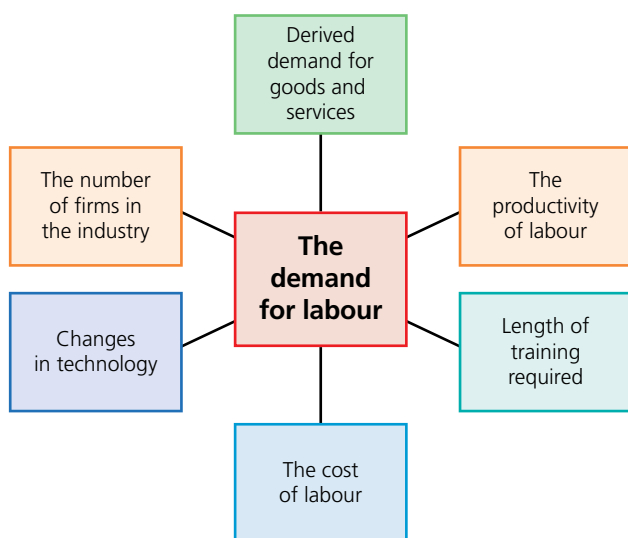 Derived
demand for
goods and
services
The number
of firms in
the industry
The
productivity
of labour
The
demand
for labour
Changes
in technology
Length of
training
required
The cost
of labour